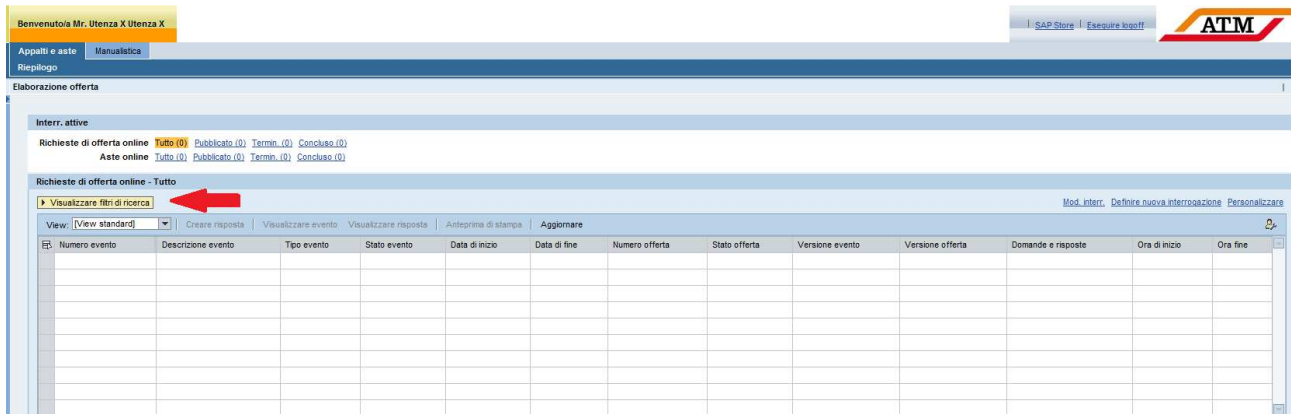 Benvenuto/a Mr. Utenza X Utenza X
SAP Store Eseguire logoff
ATM
Appalti e aste Manualistica
Riepilogo
Elaborazione offerta
Interr. attive
Richieste di offerta online Tutto (0) Pubblicato (0) Termin. (0) Concluso (0)
Aste online Tutto (0) Pubblicato (0) Termin. (0) Concluso (0)
Richieste di offerta online - Tutto
Visualizzare filtri di ricerca
Mod. interr. Definire nuova interrogazione Personalizzare
View: [View standard] Creare risposta Visualizzare evento Visualizzare risposta Anteprima di stampa Aggiornare
Numero evento Descrizione evento Tipo evento Stato evento Data di inizio Data di fine Numero offerta Stato offerta Versione evento Versione offerta Domande e risposte Ora di inizio Ora fine